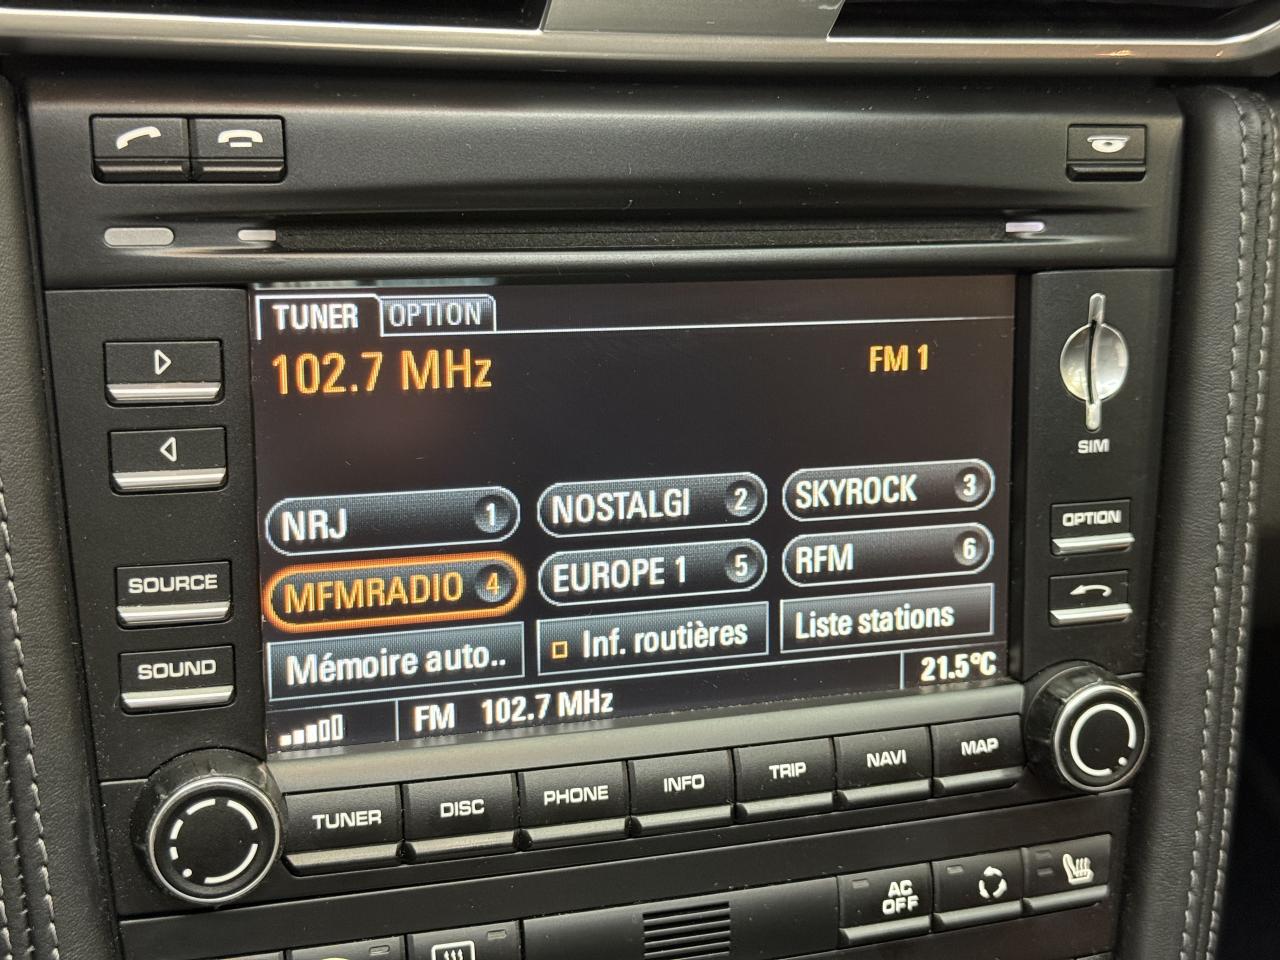 TUNER OPTION
102.7 MHz FM 1
NRJ 1 NOSTALGI 2 SKYROCK 3
MFMRADIO 4 EUROPE 1 5 RFM 6
Mémoire auto.. Inf. routières Liste stations
FM 102.7 MHz 21.5°C
SIM
OPTION
SOURCE
SOUND
TUNER DISC PHONE INFO TRIP NAVI MAP
AC
OFF